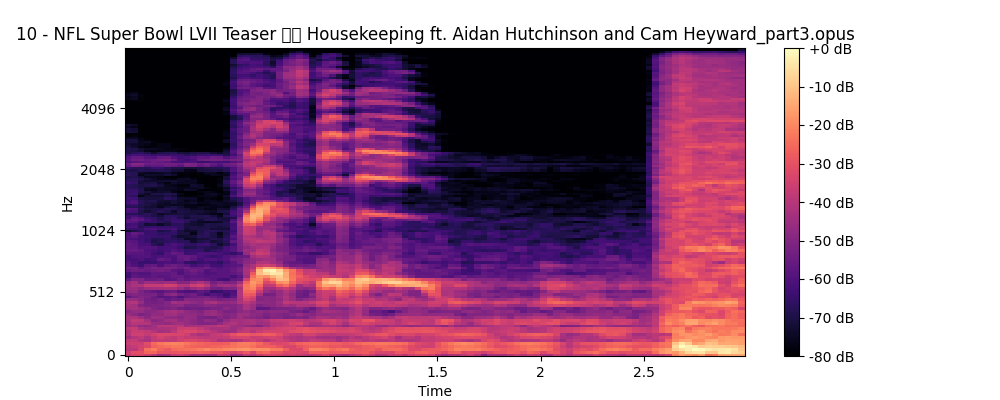 10 - NFL Super Bowl LVII Teaser ▯▯ Housekeeping ft. Aidan Hutchinson and Cam Heyward_part3.opus
4096
2048
1024
512
0
Hz
0
0.5
1
1.5
2
2.5
Time
+0 dB
-10 dB
-20 dB
-30 dB
-40 dB
-50 dB
-60 dB
-70 dB
-80 dB